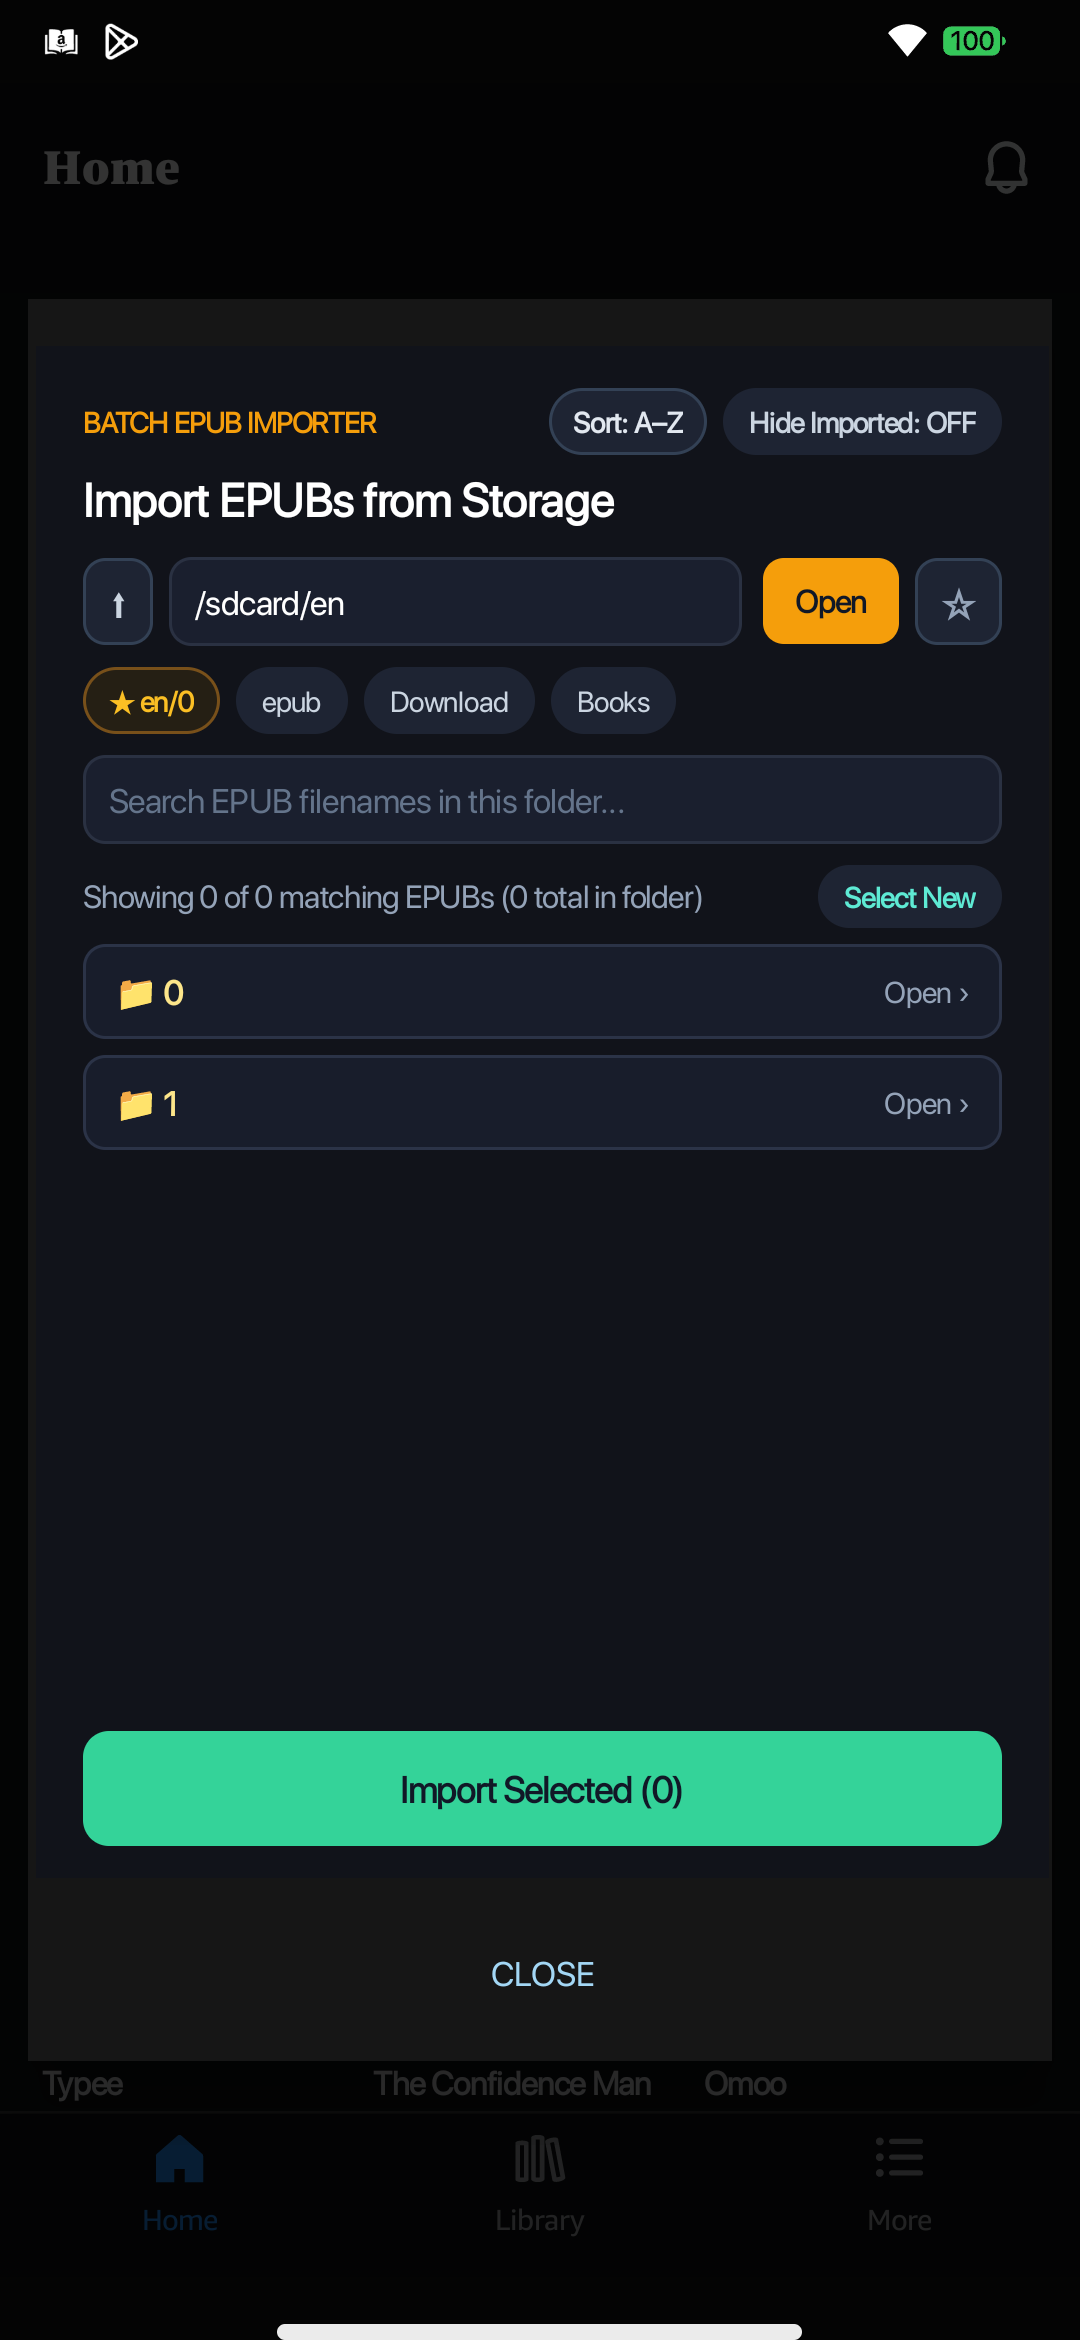 100
Home
BATCH EPUB IMPORTER
Sort: A–Z
Hide Imported: OFF
Import EPUBs from Storage
/sdcard/en
Open
★ en/0
epub
Download
Books
Search EPUB filenames in this folder...
Showing 0 of 0 matching EPUBs (0 total in folder)
Select New
0
Open ›
1
Open ›
Import Selected (0)
CLOSE
Typee
The Confidence Man
Omoo
Home
Library
More